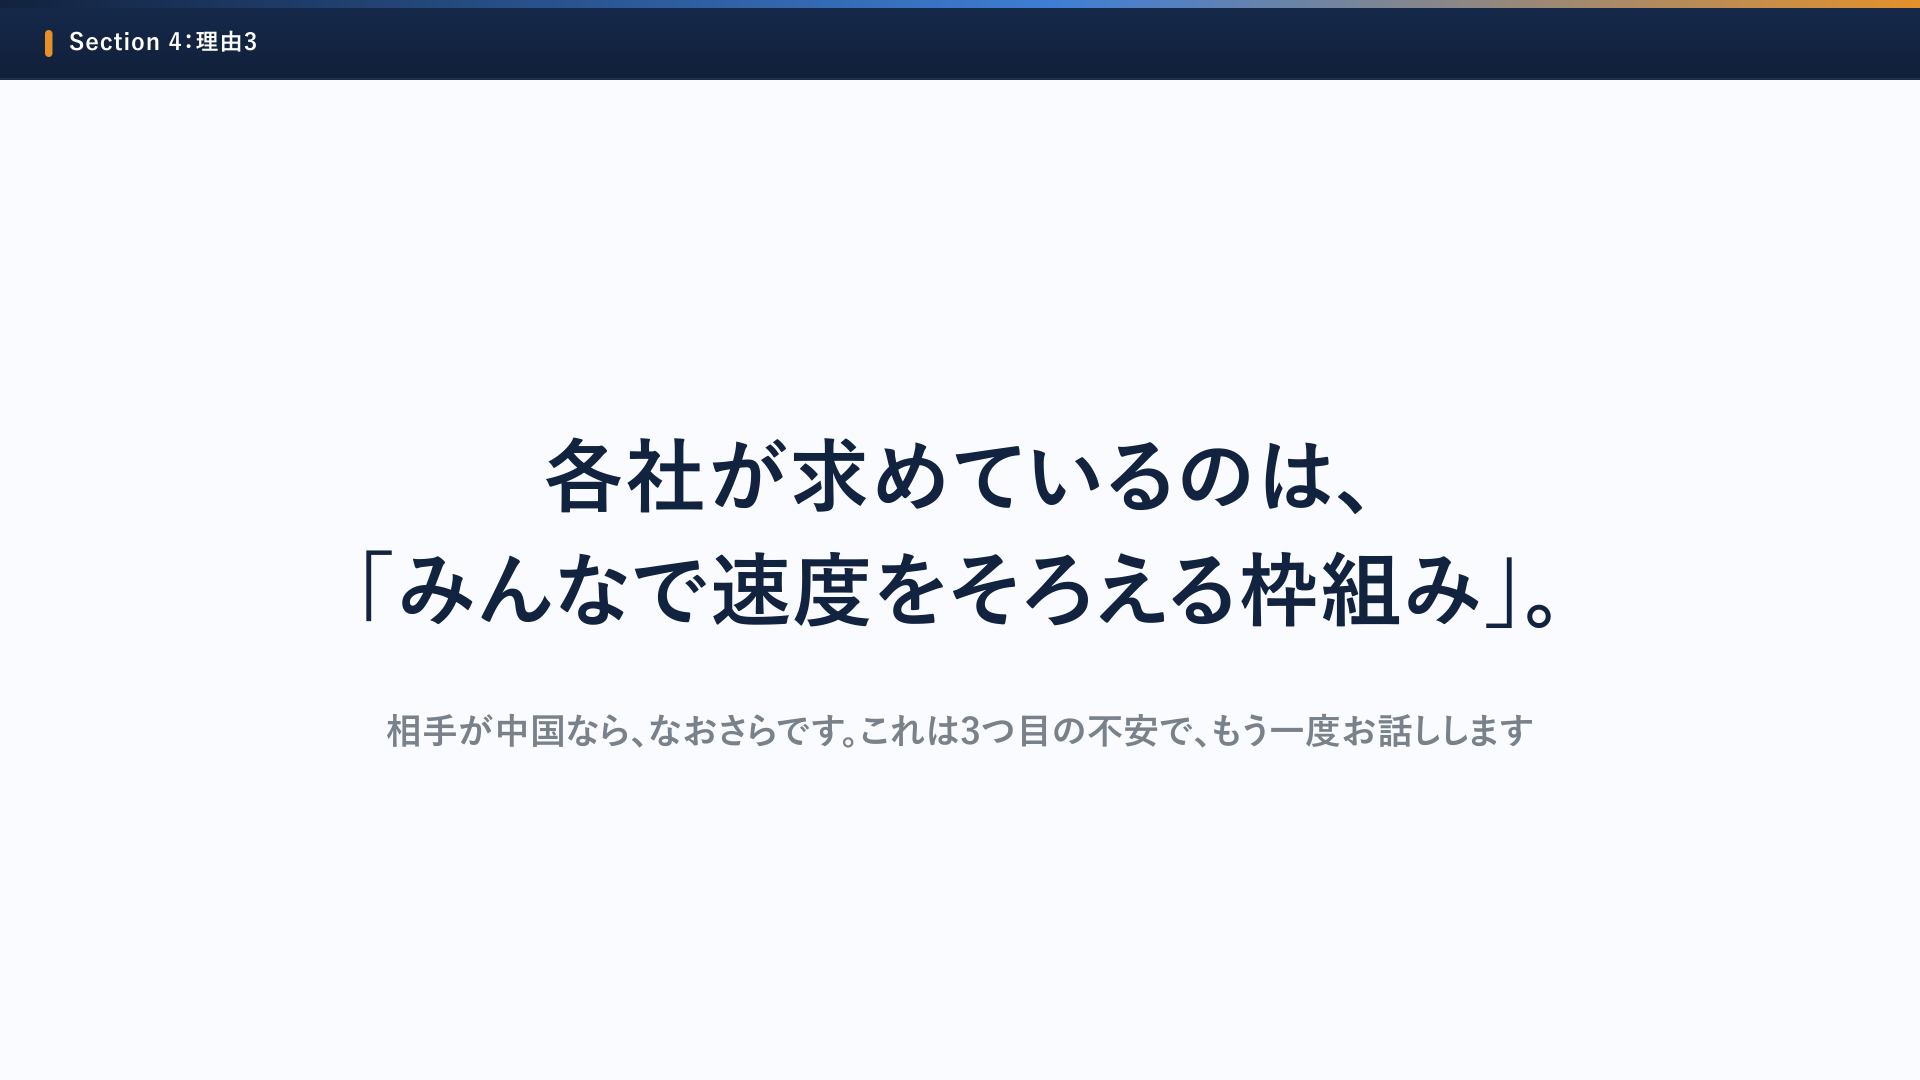 Section 4：理由3
各社が求めているのは、
「みんなで速度をそろえる枠組み」。
相手が中国なら、なおさらです。これは3つ目の不安で、もう一度お話しします